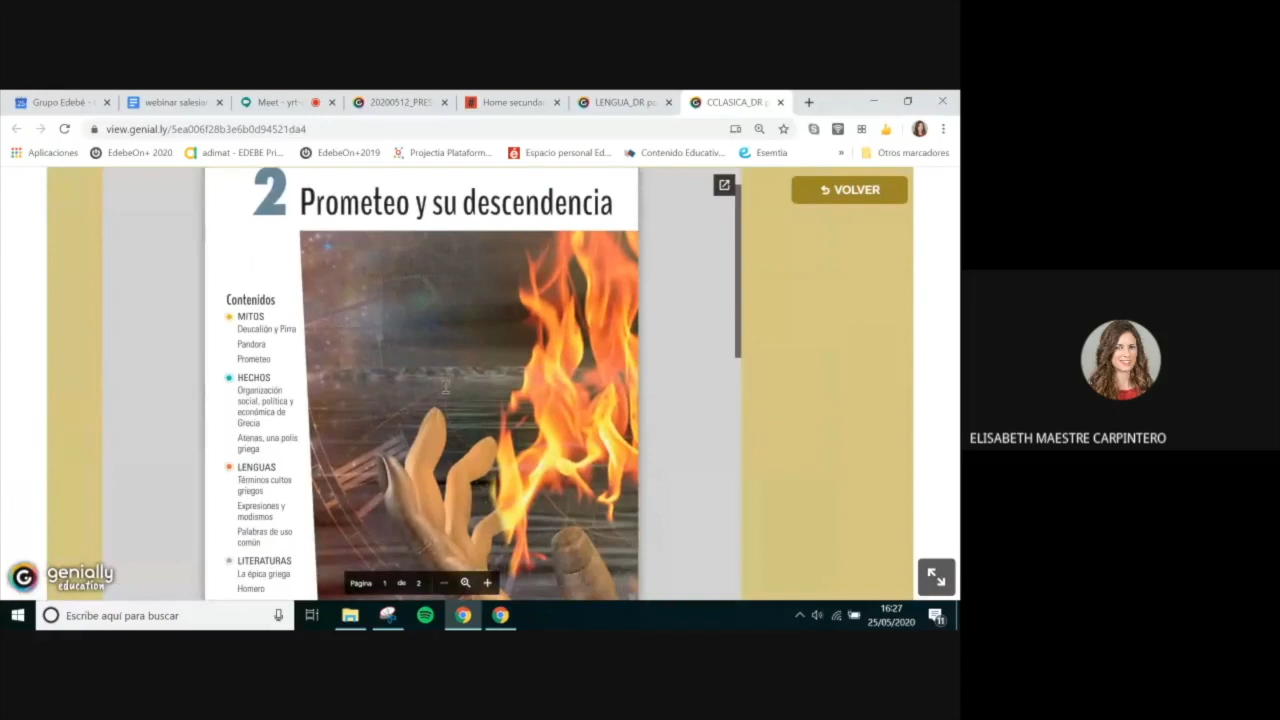 Grupo Edebé -
webinar salesia
Meet - yrt-
20200512_PRES
Home secunda
LENGUA_DR po
CCLASICA_DR p
view.genial.ly/5ea006f28b3e6b0d94521da4
Aplicaciones
EdebeOn+ 2020
adimat - EDEBE Pri...
EdebeOn+2019
Projectia Plataform...
Espacio personal Ed...
Contenido Educativ...
Esemtia
»
Otros marcadores
2 Prometeo y su descendencia
VOLVER
Contenidos
MITOS
Deucalión y Pirra
Pandora
Prometeo
HECHOS
Organización
social, política y
económica de
Grecia
Atenas, una polis
griega
LENGUAS
Términos cultos
griegos
Expresiones y
modismos
Palabras de uso
común
LITERATURAS
La épica griega
Homero
Página 1 de 2
genially
education
ELISABETH MAESTRE CARPINTERO
Escribe aquí para buscar
16:27
25/05/2020
11